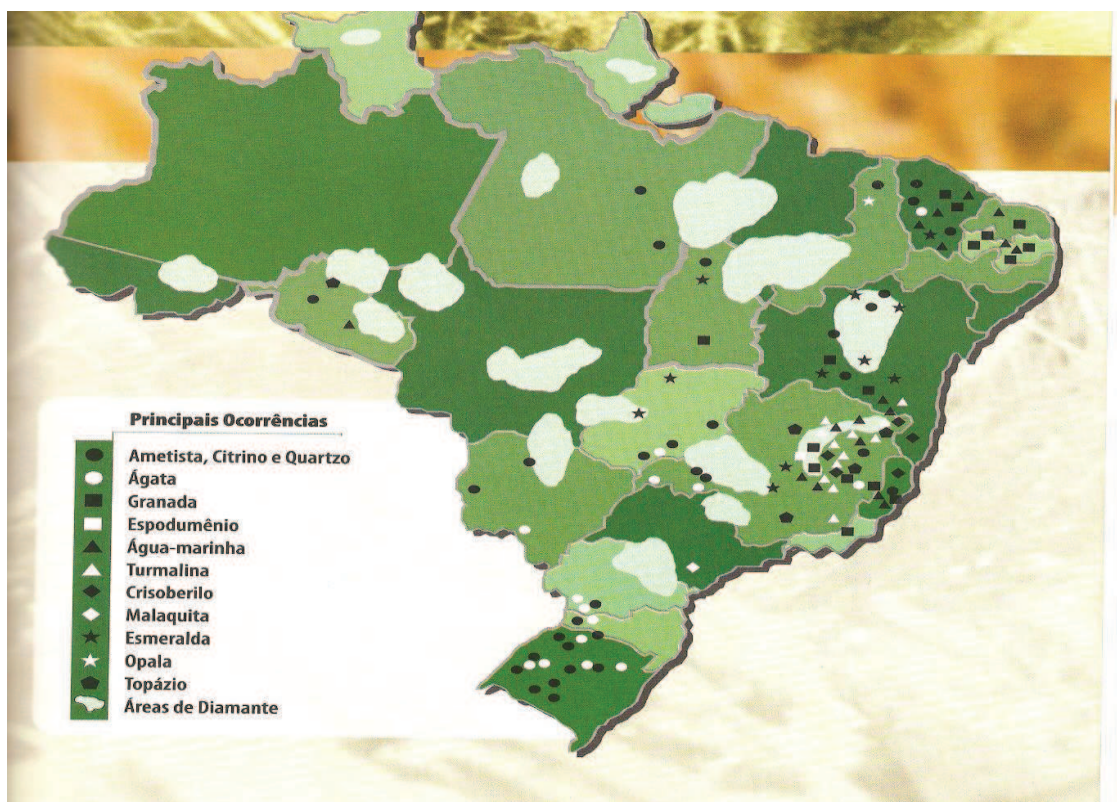 Principais Ocorrências
Ametista, Citrino e Quartzo
Ágata
Granada
Espodumênio
Água-marinha
Turmalina
Crisoberilo
Malaquita
Esmeralda
Opala
Topázio
Áreas de Diamante